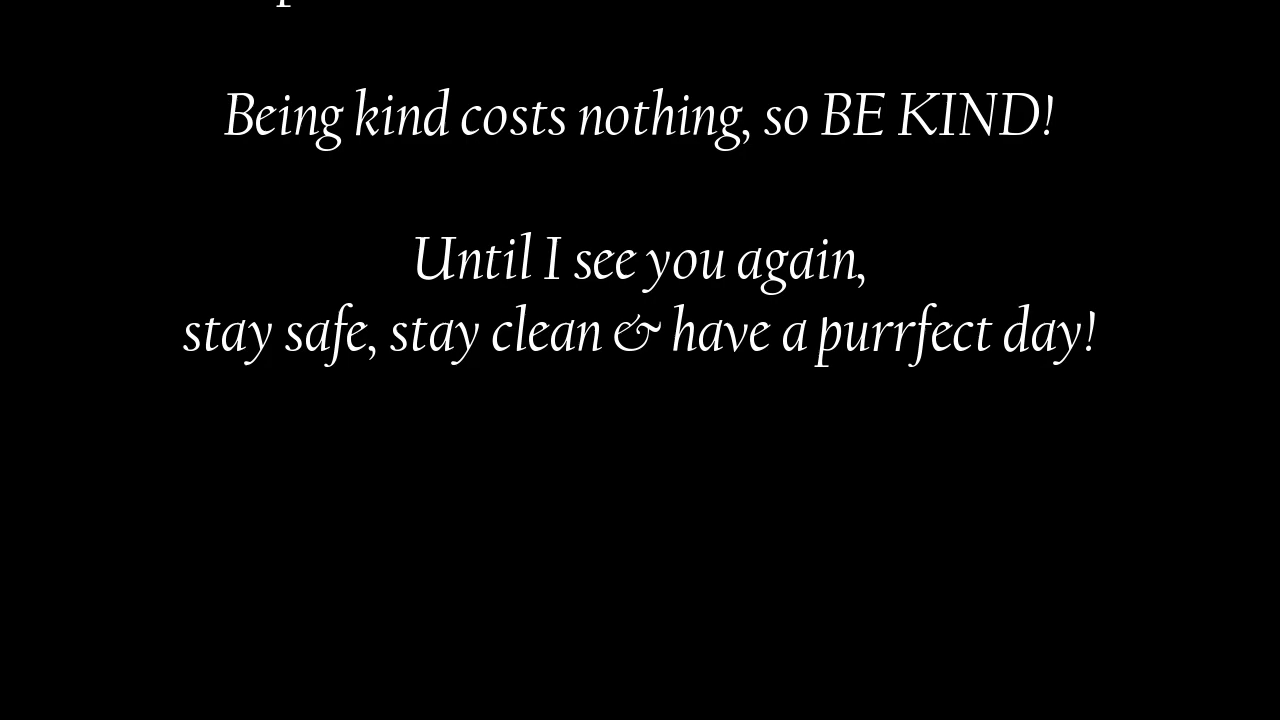 Being kind costs nothing, so BE KIND!
Until I see you again,
stay safe, stay clean & have a purrfect day!